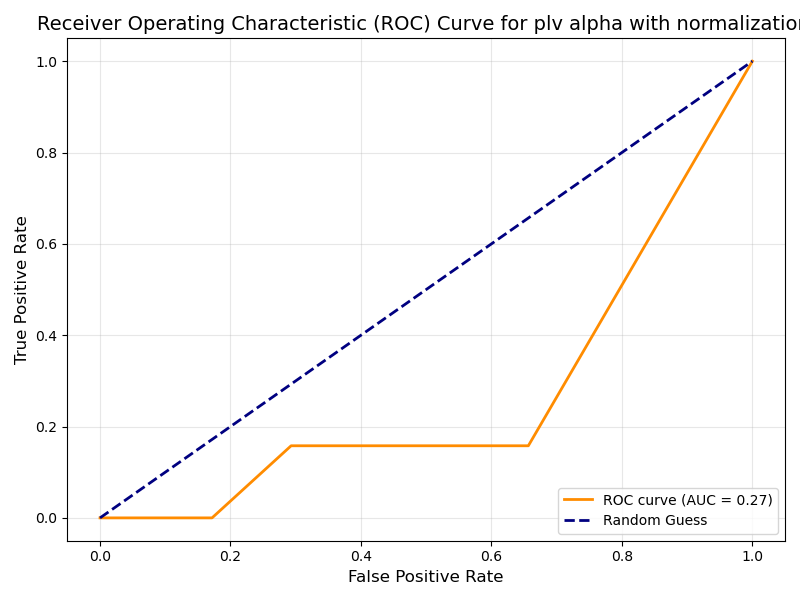 Receiver Operating Characteristic (ROC) Curve for plv alpha with normalization
1.0
0.8
0.6
0.4
0.2
0.0
True Positive Rate
0.0 0.2 0.4 0.6 0.8 1.0
False Positive Rate
ROC curve (AUC = 0.27)
Random Guess